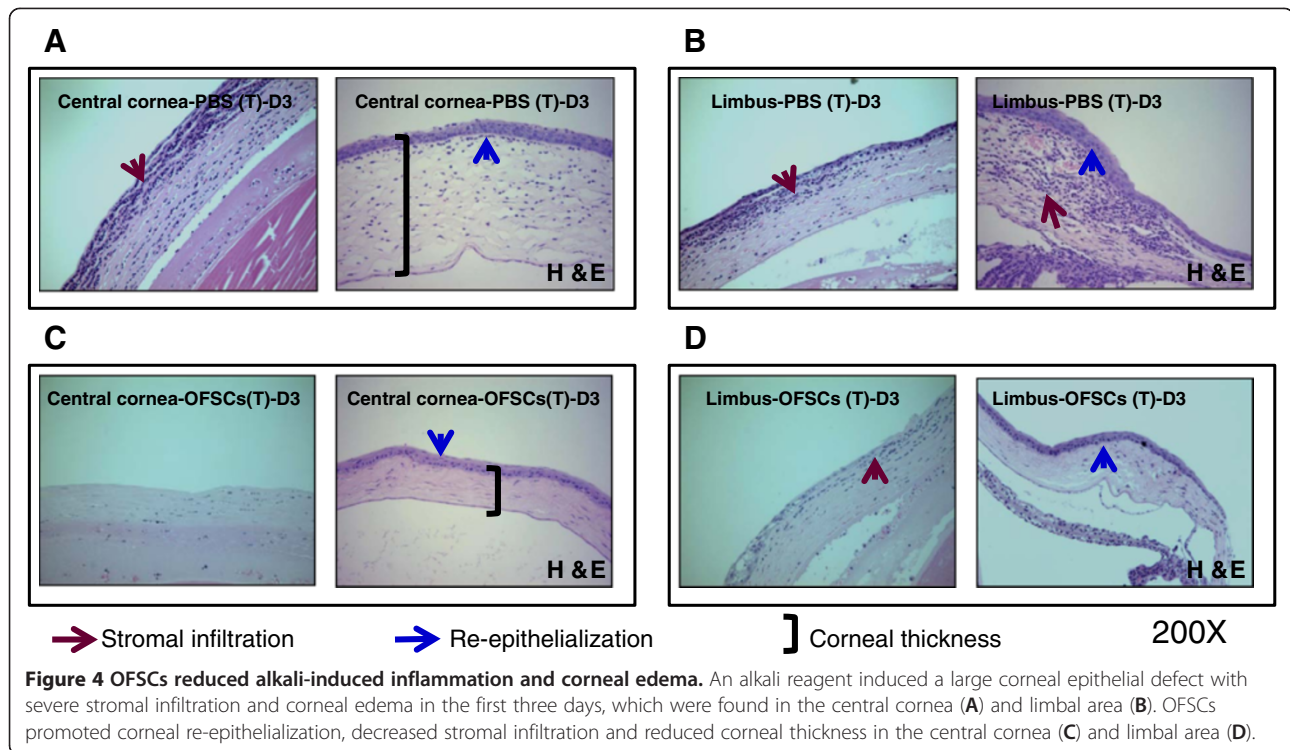 A
B
Central cornea-PBS (T)-D3
Central cornea-PBS (T)-D3
H & E
Limbus-PBS (T)-D3
Limbus-PBS (T)-D3
H & E
C
D
Central cornea-OFSCs(T)-D3
Central cornea-OFSCs(T)-D3
H & E
Limbus-OFSCs (T)-D3
Limbus-OFSCs (T)-D3
H & E
Stromal infiltration
Re-epithelialization
Corneal thickness
200X
Figure 4 OFSCs reduced alkali-induced inflammation and corneal edema. An alkali reagent induced a large corneal epithelial defect with
severe stromal infiltration and corneal edema in the first three days, which were found in the central cornea (A) and limbal area (B). OFSCs
promoted corneal re-epithelialization, decreased stromal infiltration and reduced corneal thickness in the central cornea (C) and limbal area (D).